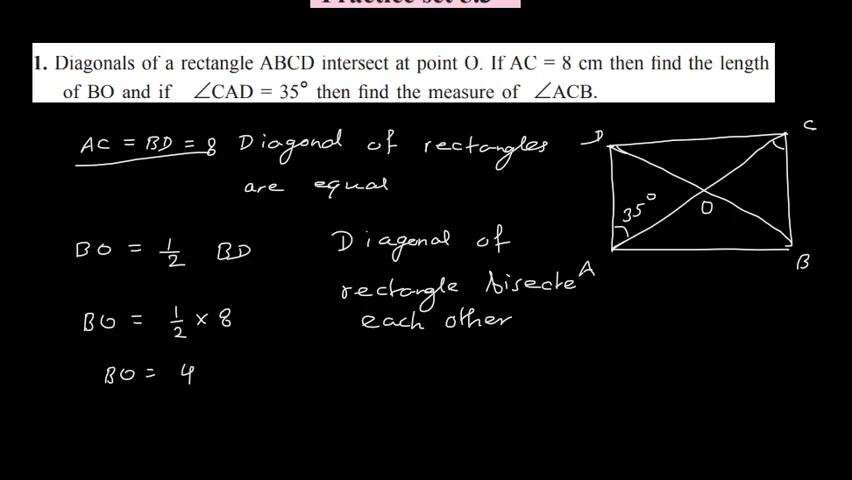 1. Diagonals of a rectangle ABCD intersect at point O. If AC = 8 cm then find the length
of BO and if ∠CAD = 35° then find the measure of ∠ACB.
AC = BD = 8 Diagonal of rectangles
are equal
BO = 1/2 BD Diagonal of
rectangle bisecte
BO = 1/2 × 8 each other
BO = 4
D
C
35°
O
A
B